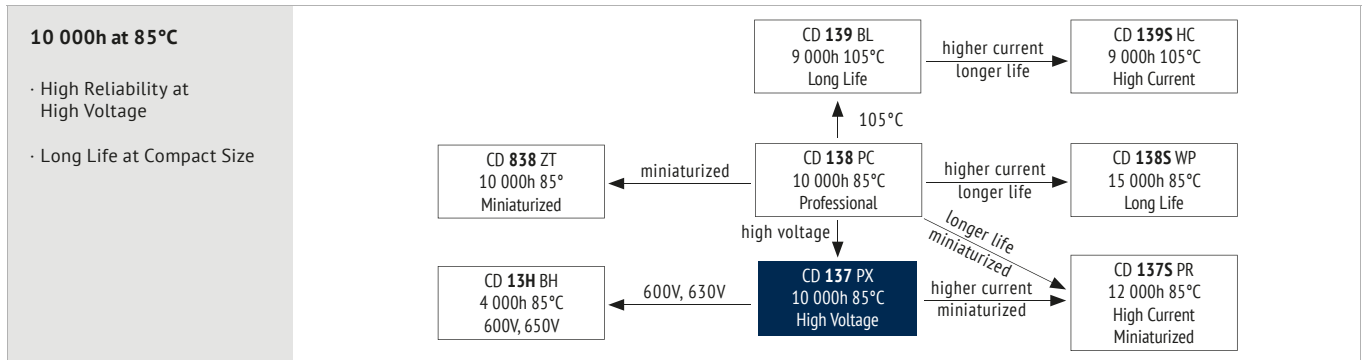 10 000h at 85°C
· High Reliability at
High Voltage
· Long Life at Compact Size
CD 139 BL
9 000h 105°C
Long Life
higher current
longer life
CD 139S HC
9 000h 105°C
High Current
105°C
CD 838 ZT
10 000h 85°
Miniaturized
miniaturized
CD 138 PC
10 000h 85°C
Professional
higher current
longer life
CD 138S WP
15 000h 85°C
Long Life
high voltage
longer life
miniaturized
CD 13H BH
4 000h 85°C
600V, 650V
600V, 630V
CD 137 PX
10 000h 85°C
High Voltage
higher current
miniaturized
CD 137S PR
12 000h 85°C
High Current
Miniaturized